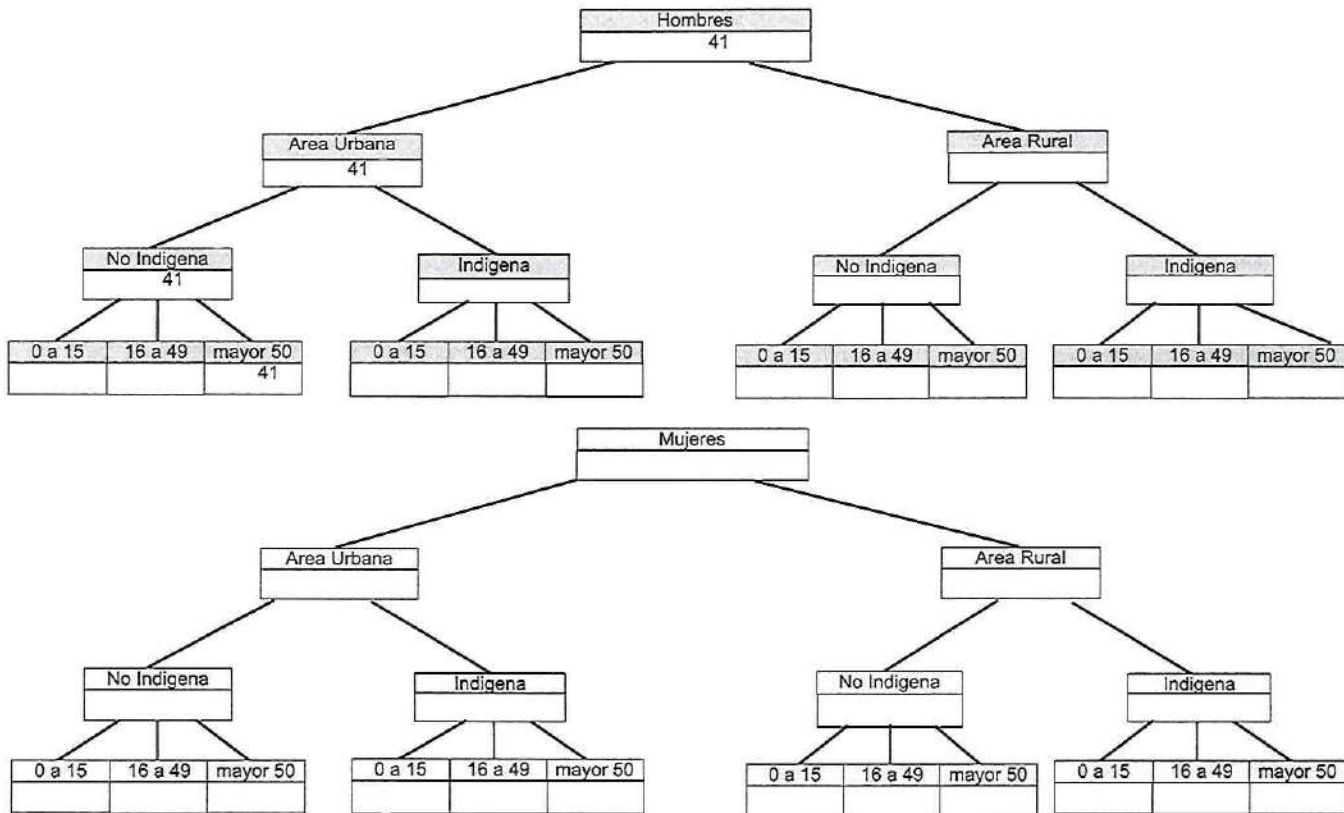 Hombres
41
Area Urbana
Area Rural
41
No Indigena
Indigena
No Indigena
Indigena
41
0 a 15 16 a 49 mayor 50
0 a 15 16 a 49 mayor 50
0 a 15 16 a 49 mayor 50
0 a 15 16 a 49 mayor 50
41
Mujeres
Area Urbana
Area Rural
No Indigena
Indigena
No Indigena
Indigena
0 a 15 16 a 49 mayor 50
0 a 15 16 a 49 mayor 50
0 a 15 16 a 49 mayor 50
0 a 15 16 a 49 mayor 50